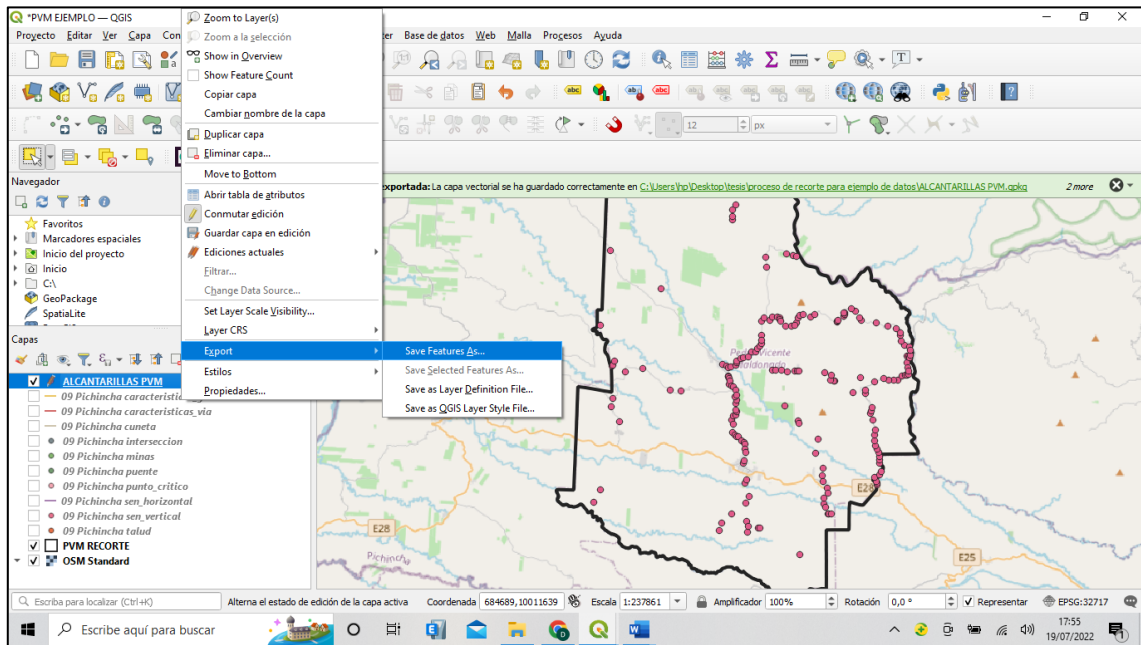 *PVM EJEMPLO — QGIS
Proyecto Editar Ver Capa Con
cer Base de datos Web Malla Procesos Ayuda
Zoom to Layer(s)
Zoom a la selección
Show in Overview
Show Feature Count
Copiar capa
Cambiar nombre de la capa
Duplicar capa
Eliminar capa...
Move to Bottom
Abrir tabla de atributos
Conmutar edición
Guardar capa en edición
Ediciones actuales
Filtrar...
Change Data Source...
Set Layer Scale Visibility...
Layer CRS
Export
Estilos
Propiedades...
Save Features As...
Save Selected Features As...
Save as Layer Definition File...
Save as QGIS Layer Style File...
12 px
xportada: La capa vectorial se ha guardado correctamente en C:\Users\hp\Desktop\tesis\proceso de recorte para ejemplo de datos\ALCANTARILLAS PVM.gpkg 2 more
Navegador
Favoritos
Marcadores espaciales
Inicio del proyecto
Inicio
C:\
GeoPackage
SpatiaLite
Capas
ALCANTARILLAS PVM
09 Pichincha caracteristicas
09 Pichincha caracteristicas_via
09 Pichincha cuneta
09 Pichincha interseccion
09 Pichincha minas
09 Pichincha puente
09 Pichincha punto_critico
09 Pichincha sen_horizontal
09 Pichincha sen_vertical
09 Pichincha talud
PVM RECORTE
OSM Standard
Vicente
Maldonado
E28
E28
E25
Pichincha
Escriba para localizar (Ctrl+K) Alterna el estado de edición de la capa activa Coordenada 684689,10011639 Escala 1:237861 Amplificador 100% Rotación 0,0 ° Representar EPSG:32717
Escribe aquí para buscar
17:55
19/07/2022